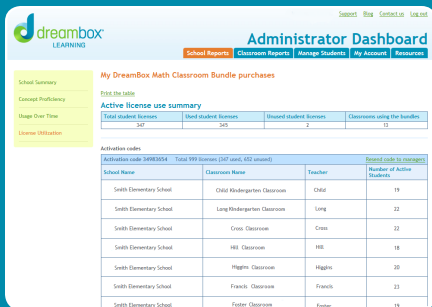 Support Blog Contact us Log out
dreambox
LEARNING
Administrator Dashboard
School Reports Classroom Reports Manage Students My Account Resources
School Summary
Concept Proficiency
Usage Over Time
License Utilization
My DreamBox Math Classroom Bundle purchases
Print the table
Active license use summary
Total student licenses Used student licenses Unused student licenses Classrooms using the bundles
347 345 2 13
Activation codes
Activation code 34983654 Total 999 licenses (347 used, 652 unused) Resend code to managers
School Name Classroom Name Teacher Number of Active Students
Smith Elementary School Child Kindergarten Classroom Child 19
Smith Elementary School Long Kindergarten Classroom Long 22
Smith Elementary School Cross Classroom Cross 22
Smith Elementary School Hill Classroom Hill 18
Smith Elementary School Higgins Classroom Higgins 20
Smith Elementary School Francis Classroom Francis 23
Smith Elementary School Foster Classroom Foster 19